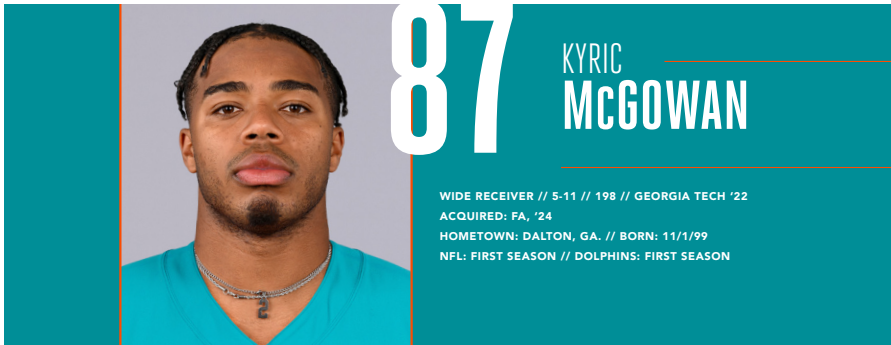 87
KYRIC
McGOWAN
WIDE RECEIVER // 5-11 // 198 // GEORGIA TECH ’22
ACQUIRED: FA, ‘24
HOMETOWN: DALTON, GA. // BORN: 11/1/99
NFL: FIRST SEASON // DOLPHINS: FIRST SEASON
2